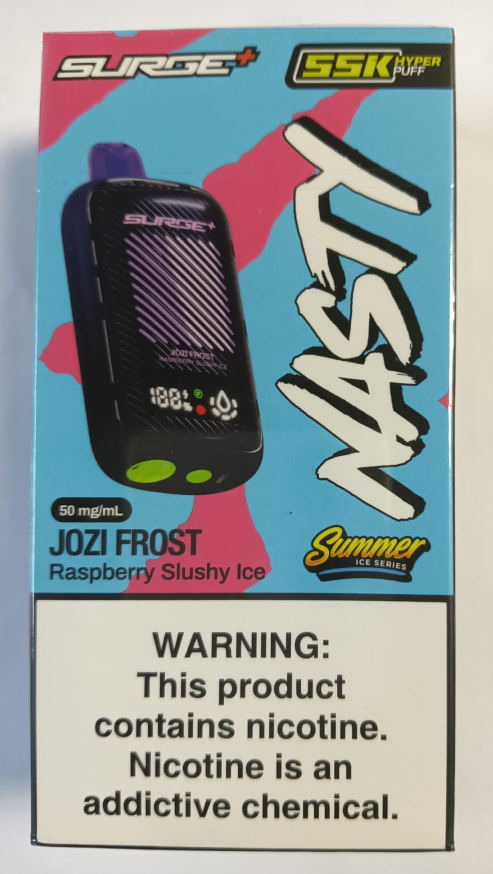 SURGE+
55K HYPER PUFF
NASTY
SURGE+
JOZI FROST
RASPBERRY SLUSHY ICE
188
%
50 mg/mL
JOZI FROST
Raspberry Slushy Ice
Summer
ICE SERIES
WARNING:
This product
contains nicotine.
Nicotine is an
addictive chemical.